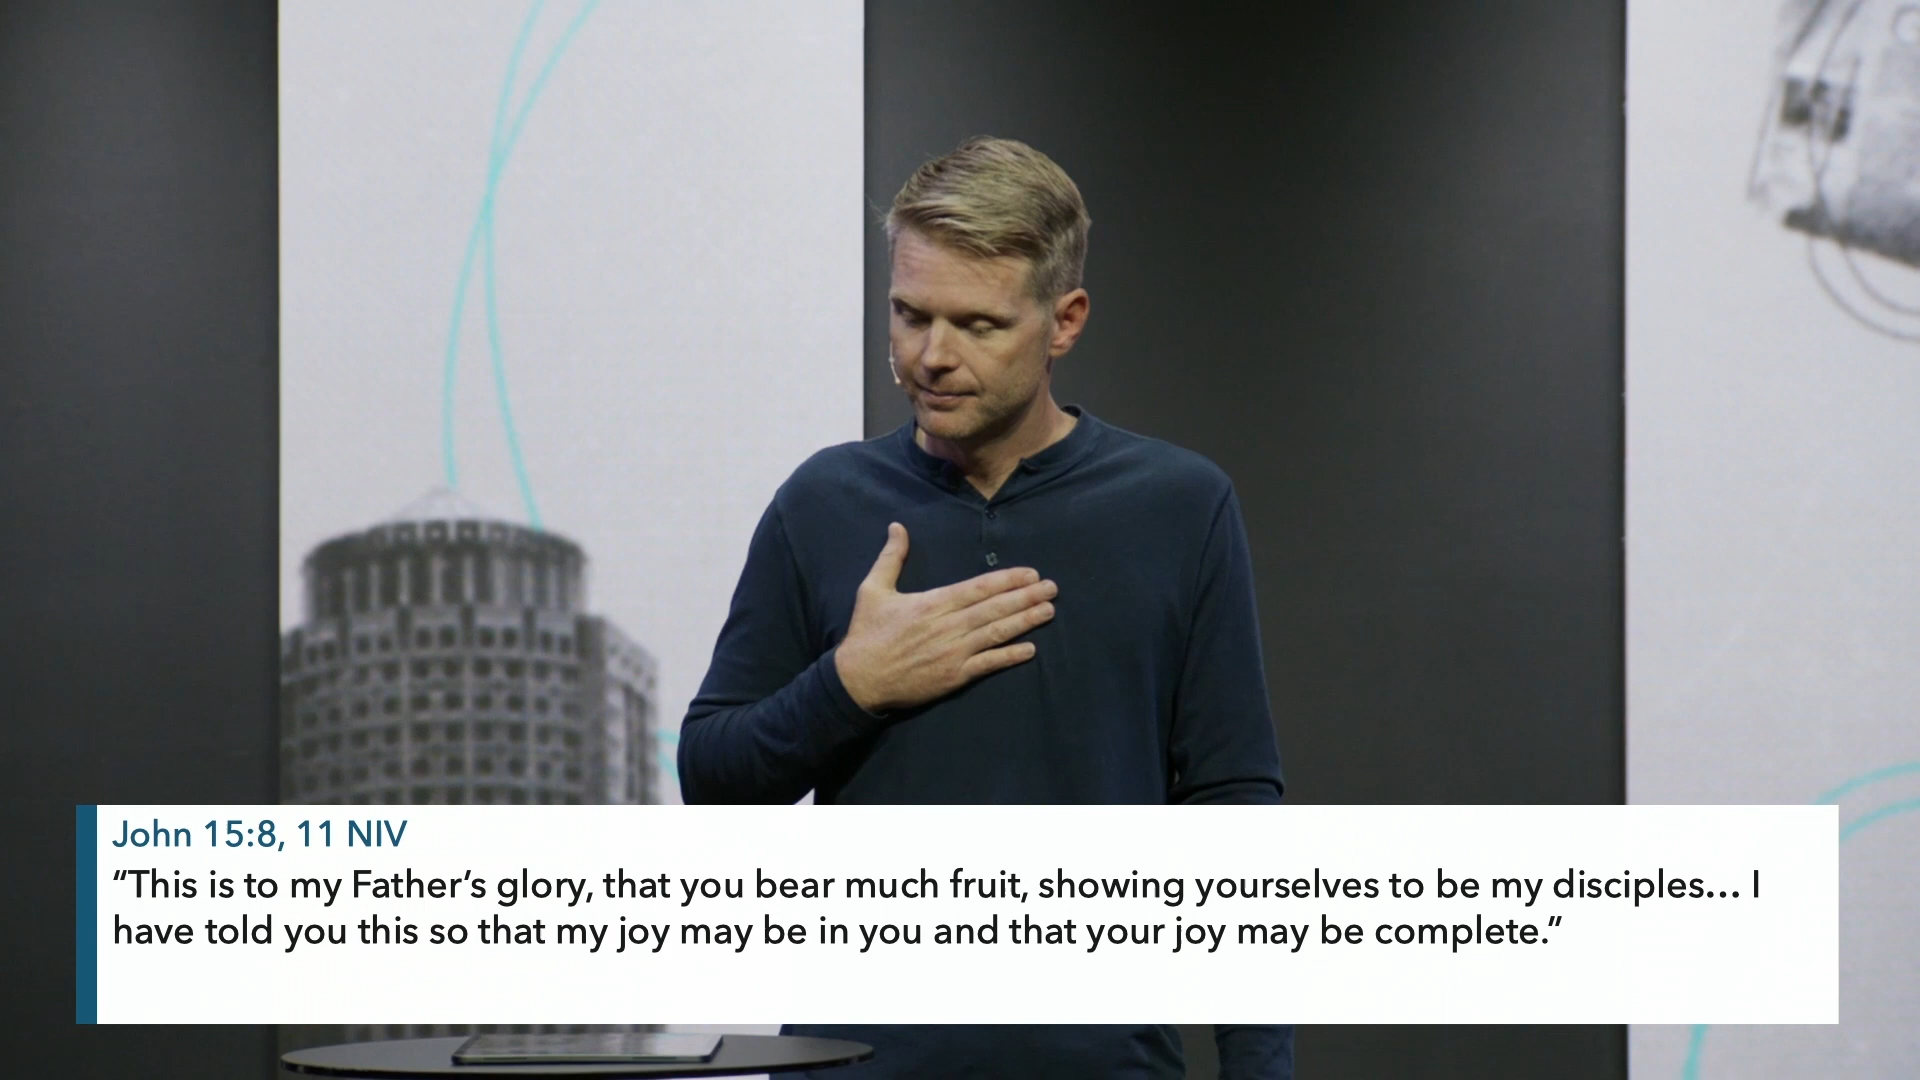 John 15:8, 11 NIV
“This is to my Father’s glory, that you bear much fruit, showing yourselves to be my disciples… I
have told you this so that my joy may be in you and that your joy may be complete.”